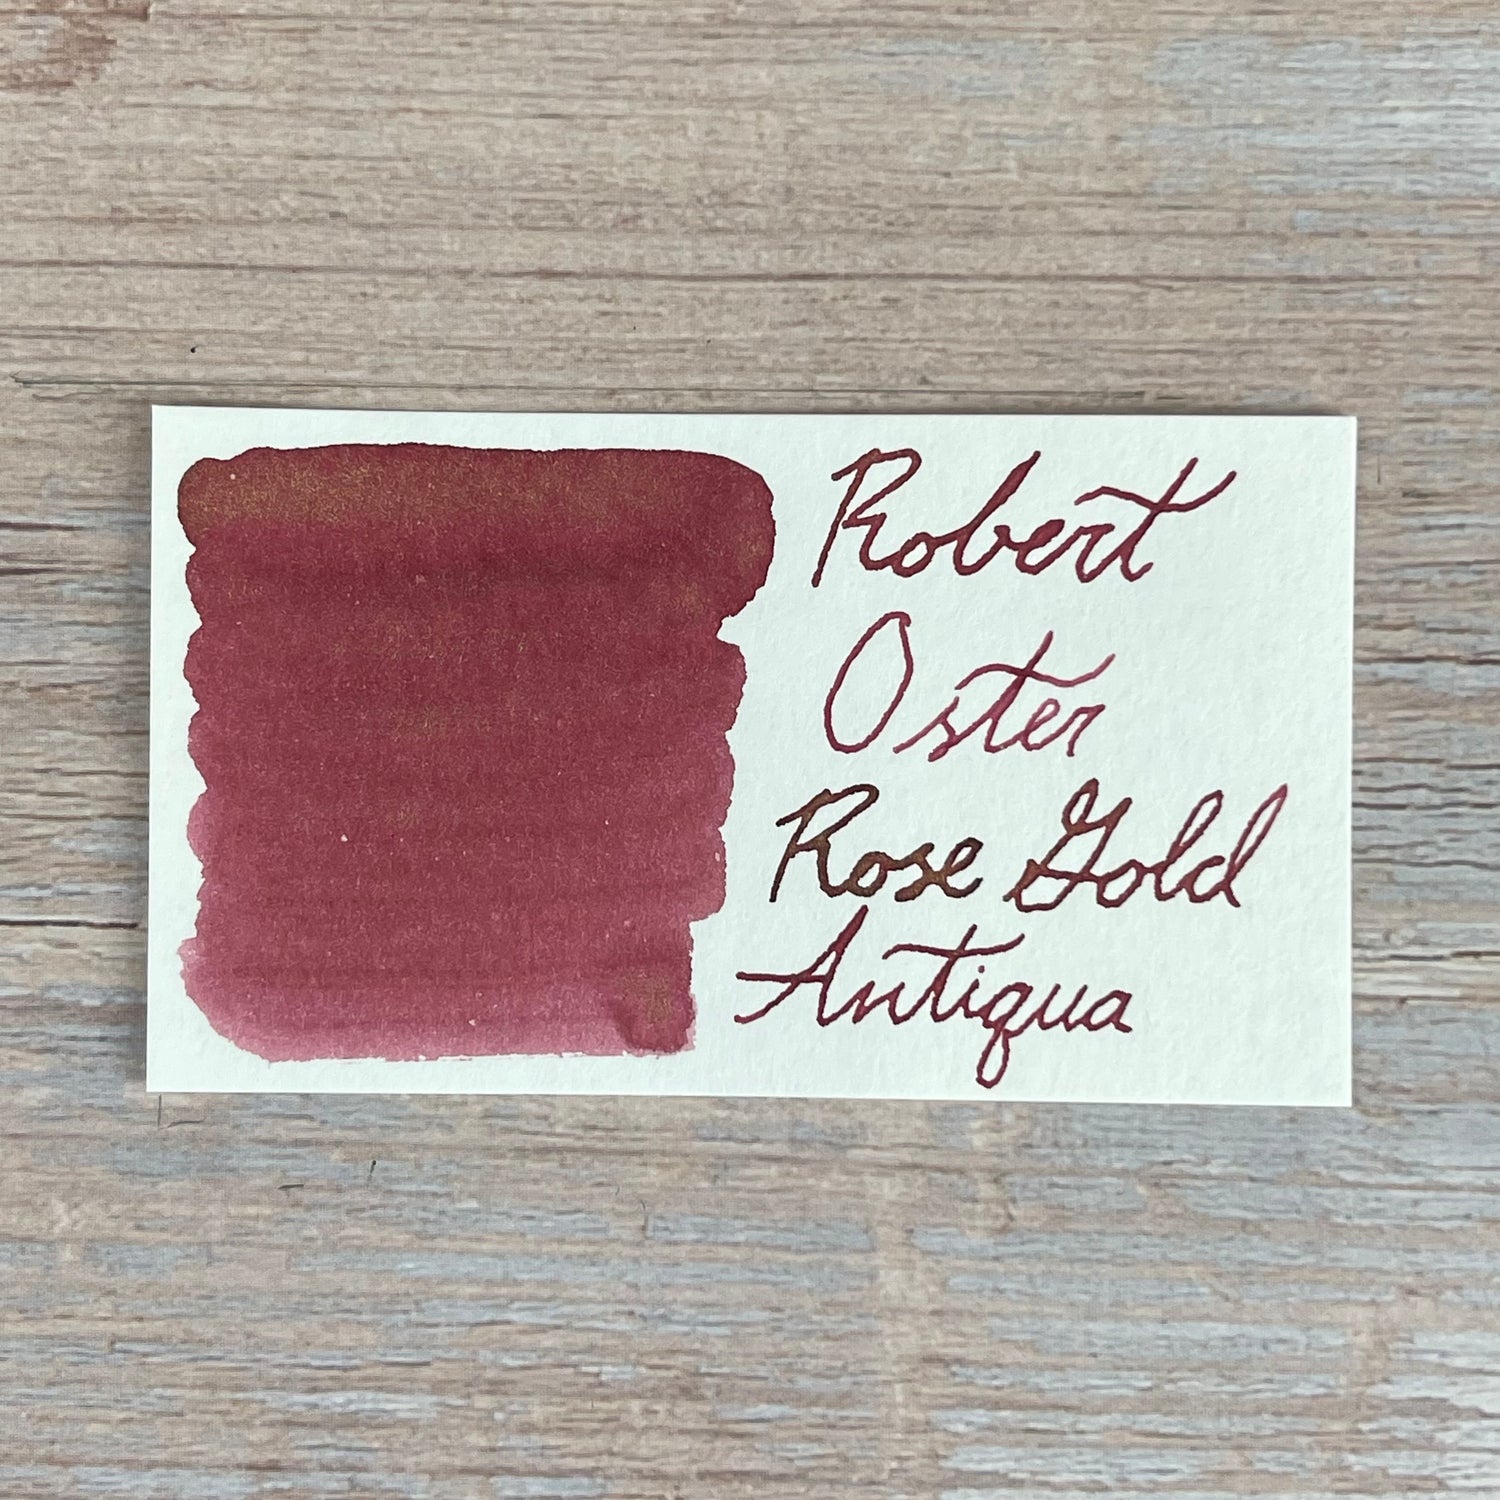 Robert
Oster
Rose Gold
Antiqua